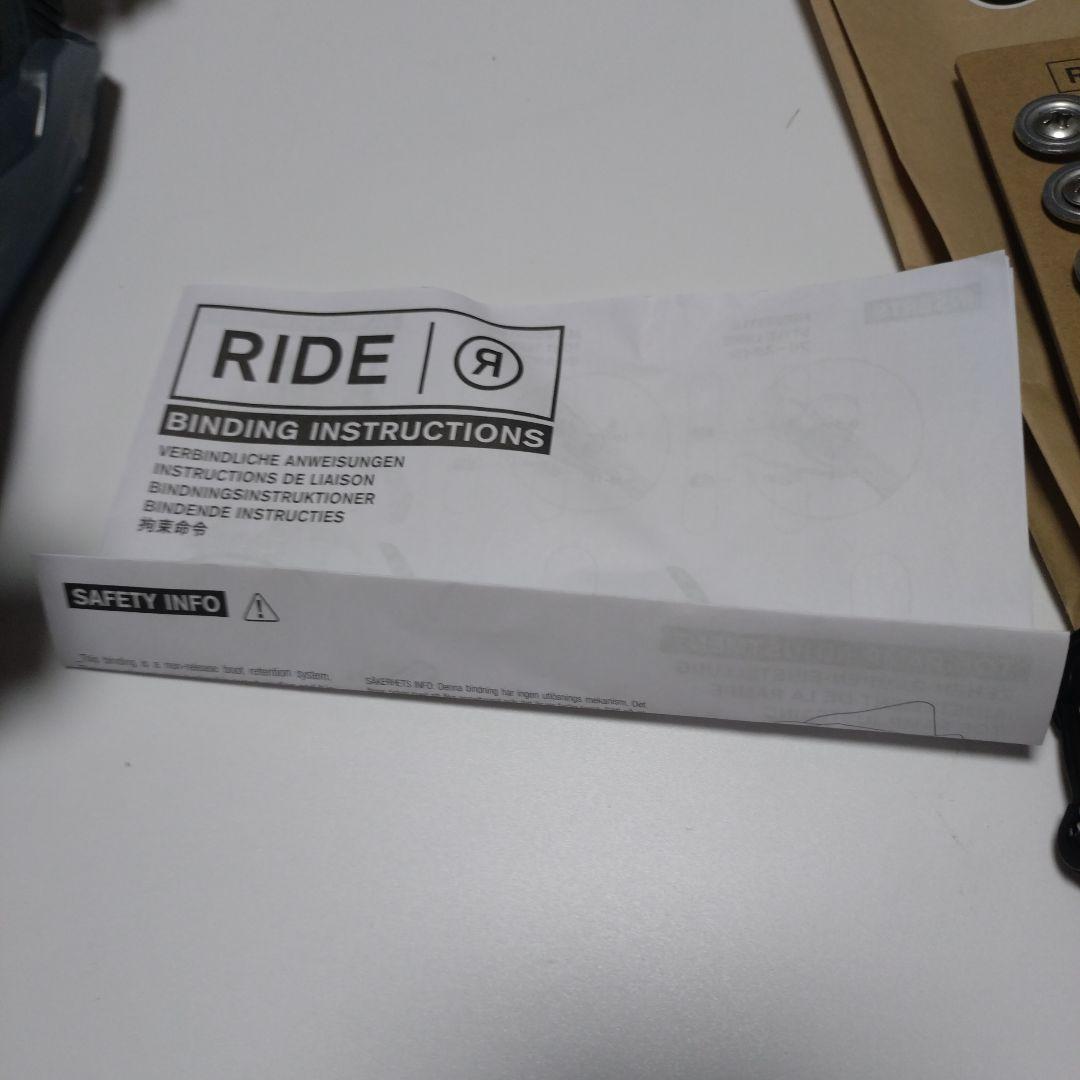 RIDE | R
BINDING INSTRUCTIONS
VERBINDLICHE ANWEISUNGEN
INSTRUCTIONS DE LIAISON
BINDNINGSINSTRUKTIONER
BINDENDE INSTRUCTIES
拘束命令
SAFETY INFO
This binding is a non-release boot retention system.
SÄKERHETS INFO: Denna bindning har ingen utlösnings mekanism. Det